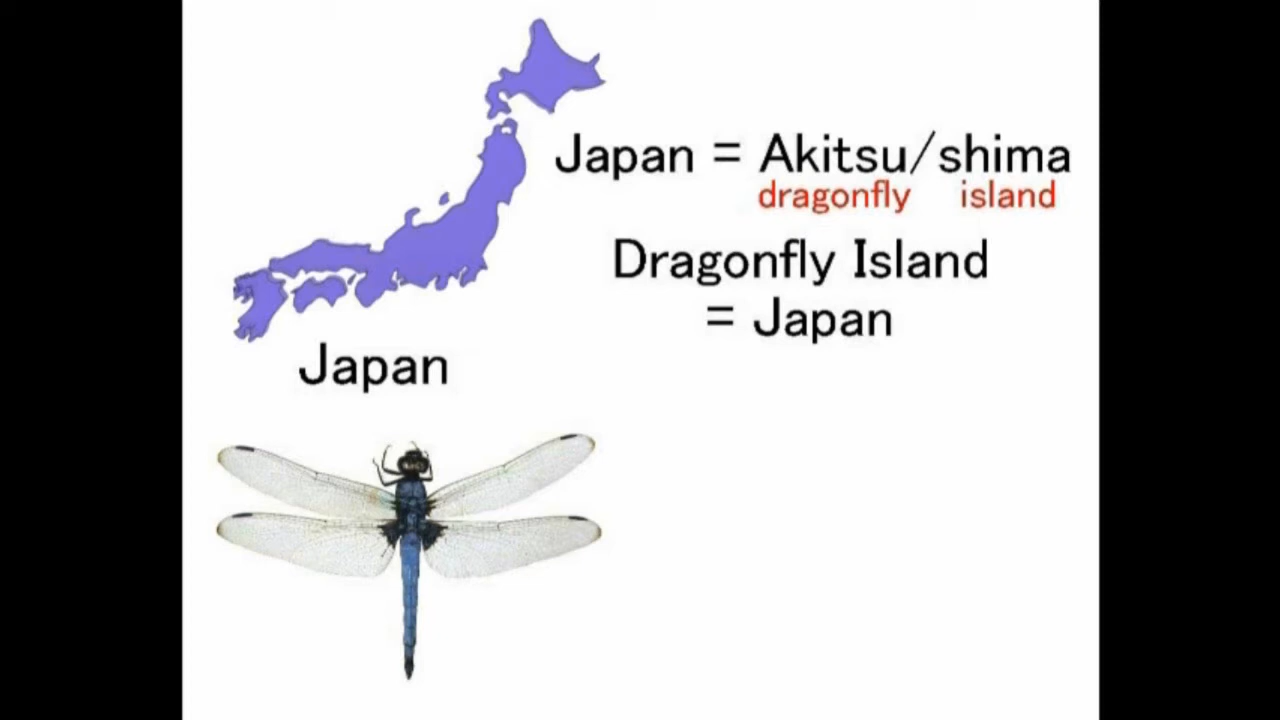 Japan = Akitsu/shima
dragonfly island
Dragonfly Island
= Japan
Japan